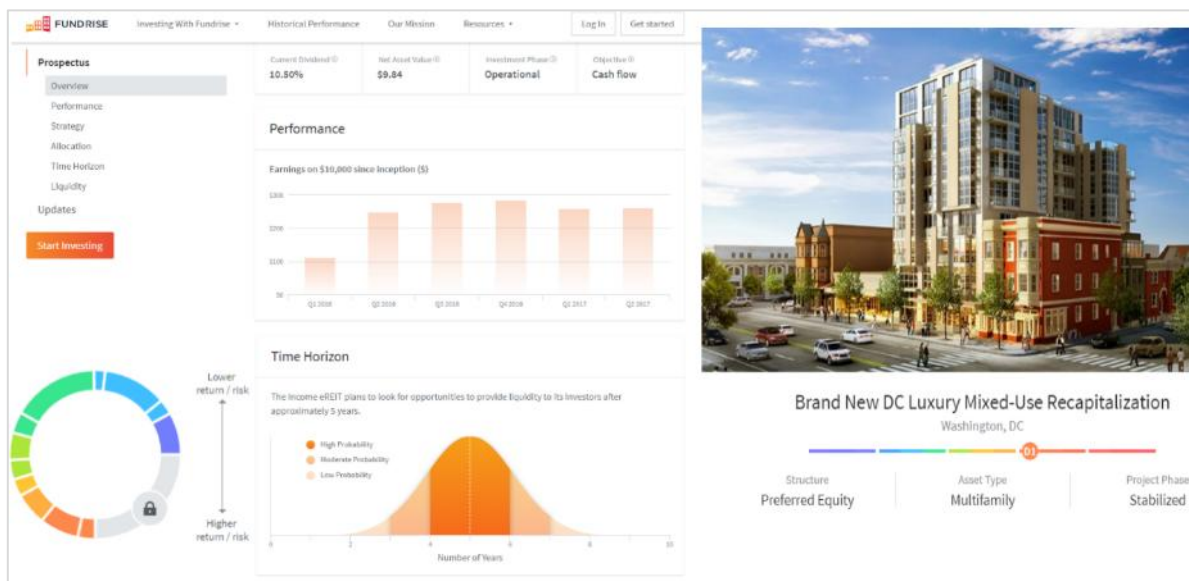 FUNDRISE
Investing With Fundrise
Historical Performance
Our Mission
Resources
Log In
Get started
Prospectus
Overview
Performance
Strategy
Allocation
Time Horizon
Liquidity
Updates
Start Investing
Current Dividend
10.50%
Net Asset Value
$9.84
Investment Phase
Operational
Objective
Cash flow
Performance
Earnings on $10,000 since inception ($)
$0
Q1 2016
Q2 2016
Q3 2016
Q4 2016
Q1 2017
Q2 2017
Lower
return / risk
Higher
return / risk
Time Horizon
The Income eREIT plans to look for opportunities to provide liquidity to its investors after
approximately 5 years.
High Probability
Moderate Probability
Low Probability
0
2
4
6
8
10
Number of Years
Brand New DC Luxury Mixed-Use Recapitalization
Washington, DC
D1
Structure
Preferred Equity
Asset Type
Multifamily
Project Phase
Stabilized